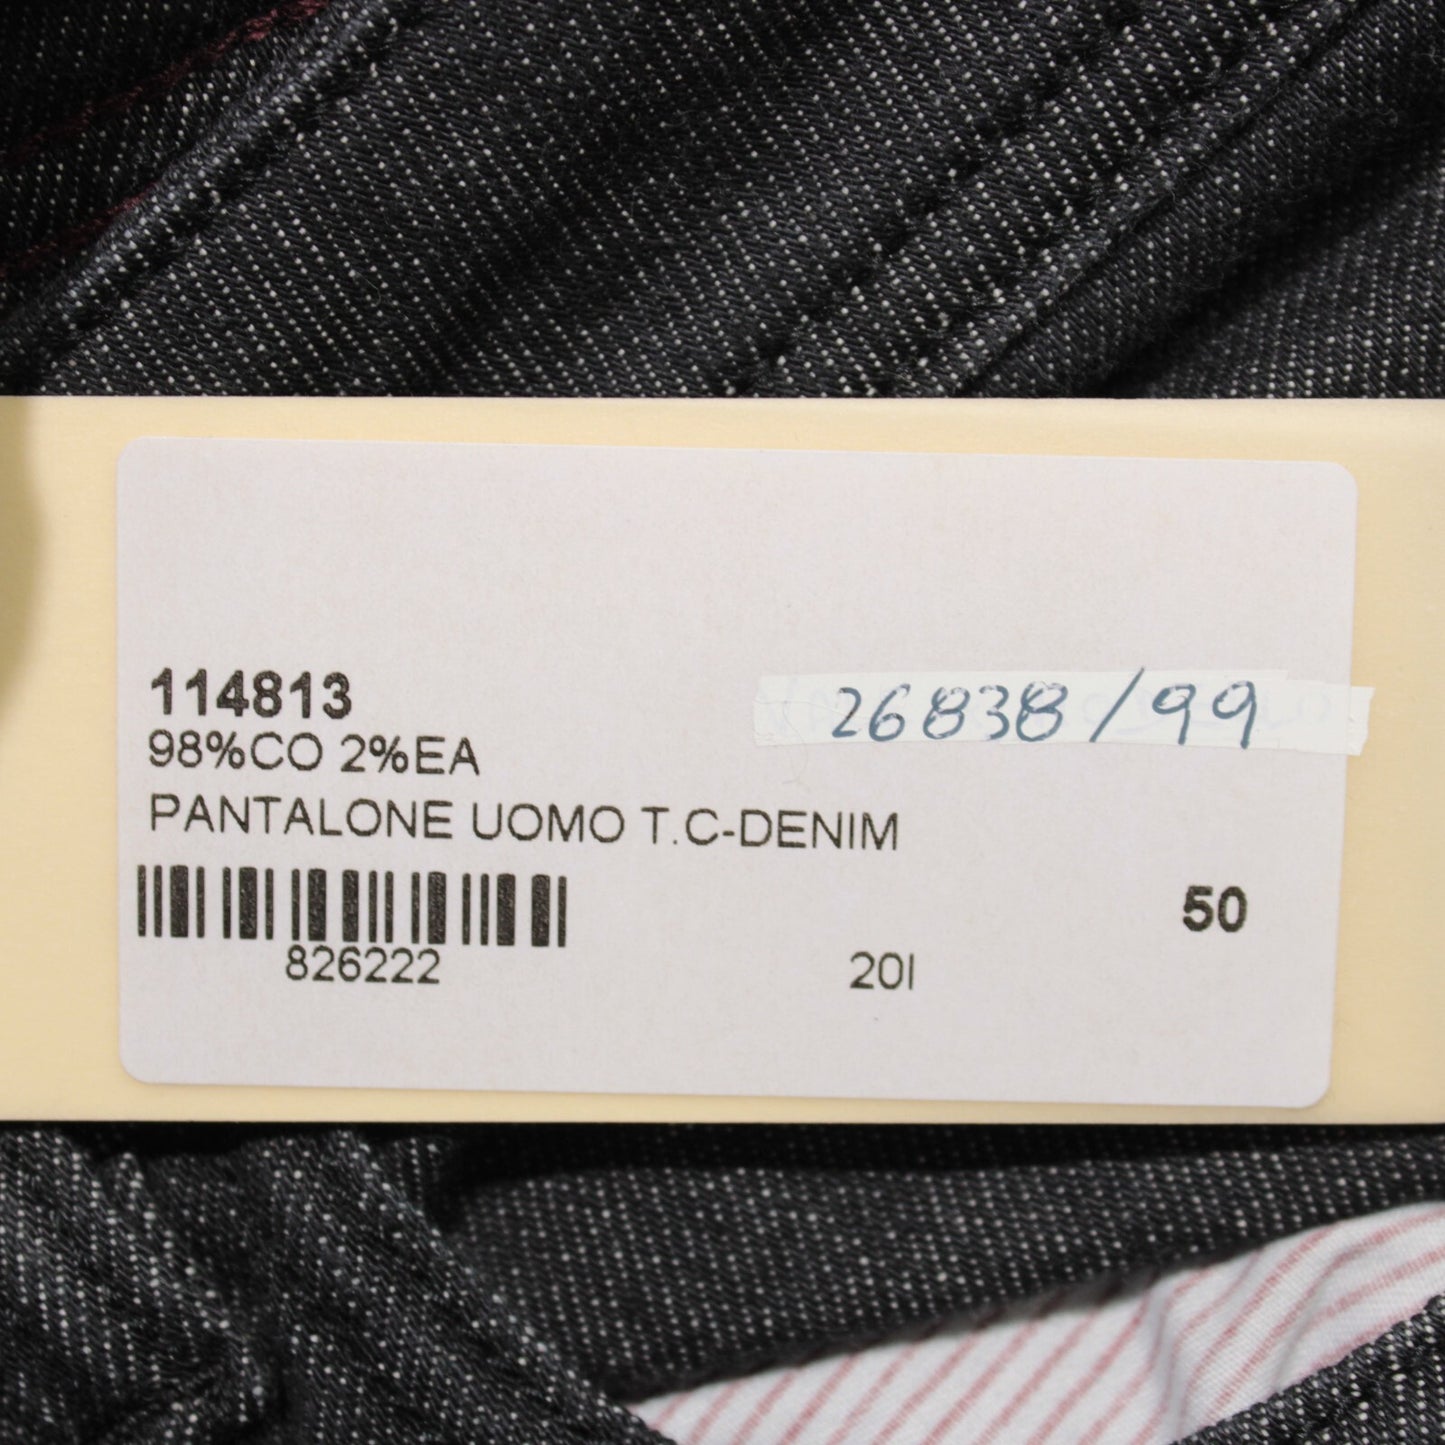 114813
26838/99
98%CO 2%EA
PANTALONE UOMO T.C-DENIM
50
826222
20I